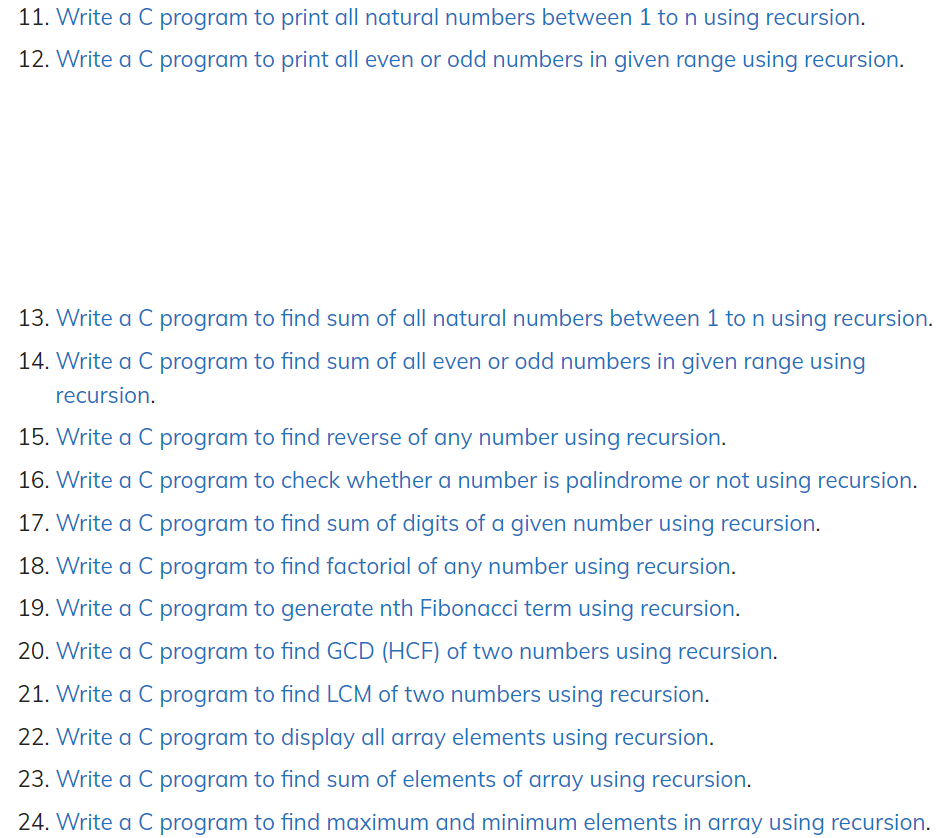 11. Write a C program to print all natural numbers between 1 to n using recursion.
12. Write a C program to print all even or odd numbers in given range using recursion.
13. Write a C program to find sum of all natural numbers between 1 to n using recursion.
14. Write a C program to find sum of all even or odd numbers in given range using
recursion.
15. Write a C program to find reverse of any number using recursion.
16. Write a C program to check whether a number is palindrome or not using recursion.
17. Write a C program to find sum of digits of a given number using recursion.
18. Write a C program to find factorial of any number using recursion.
19. Write a C program to generate nth Fibonacci term using recursion.
20. Write a C program to find GCD (HCF) of two numbers using recursion.
21. Write a C program to find LCM of two numbers using recursion.
22. Write a C program to display all array elements using recursion.
23. Write a C program to find sum of elements of array using recursion.
24. Write a C program to find maximum and minimum elements in array using recursion.